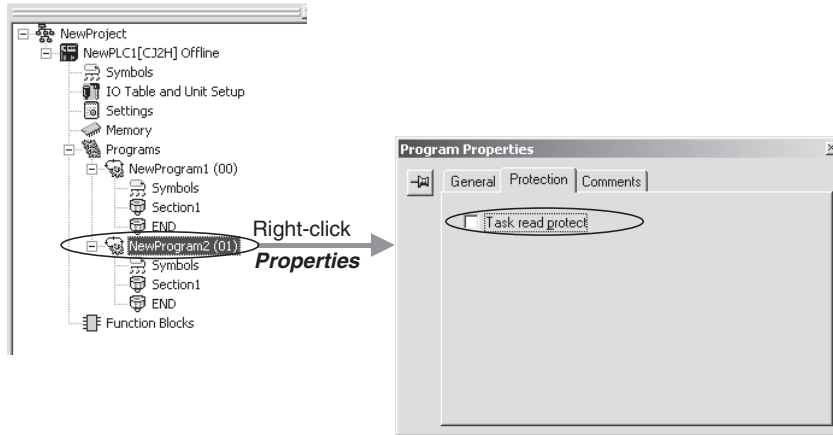 NewProject
NewPLC1[CJ2H] Offline
Symbols
IO Table and Unit Setup
Settings
Memory
Programs
NewProgram1 (00)
Symbols
Section1
END
NewProgram2 (01)
Symbols
Section1
END
Function Blocks
Right-click
Properties
Program Properties
General Protection Comments
Task read protect